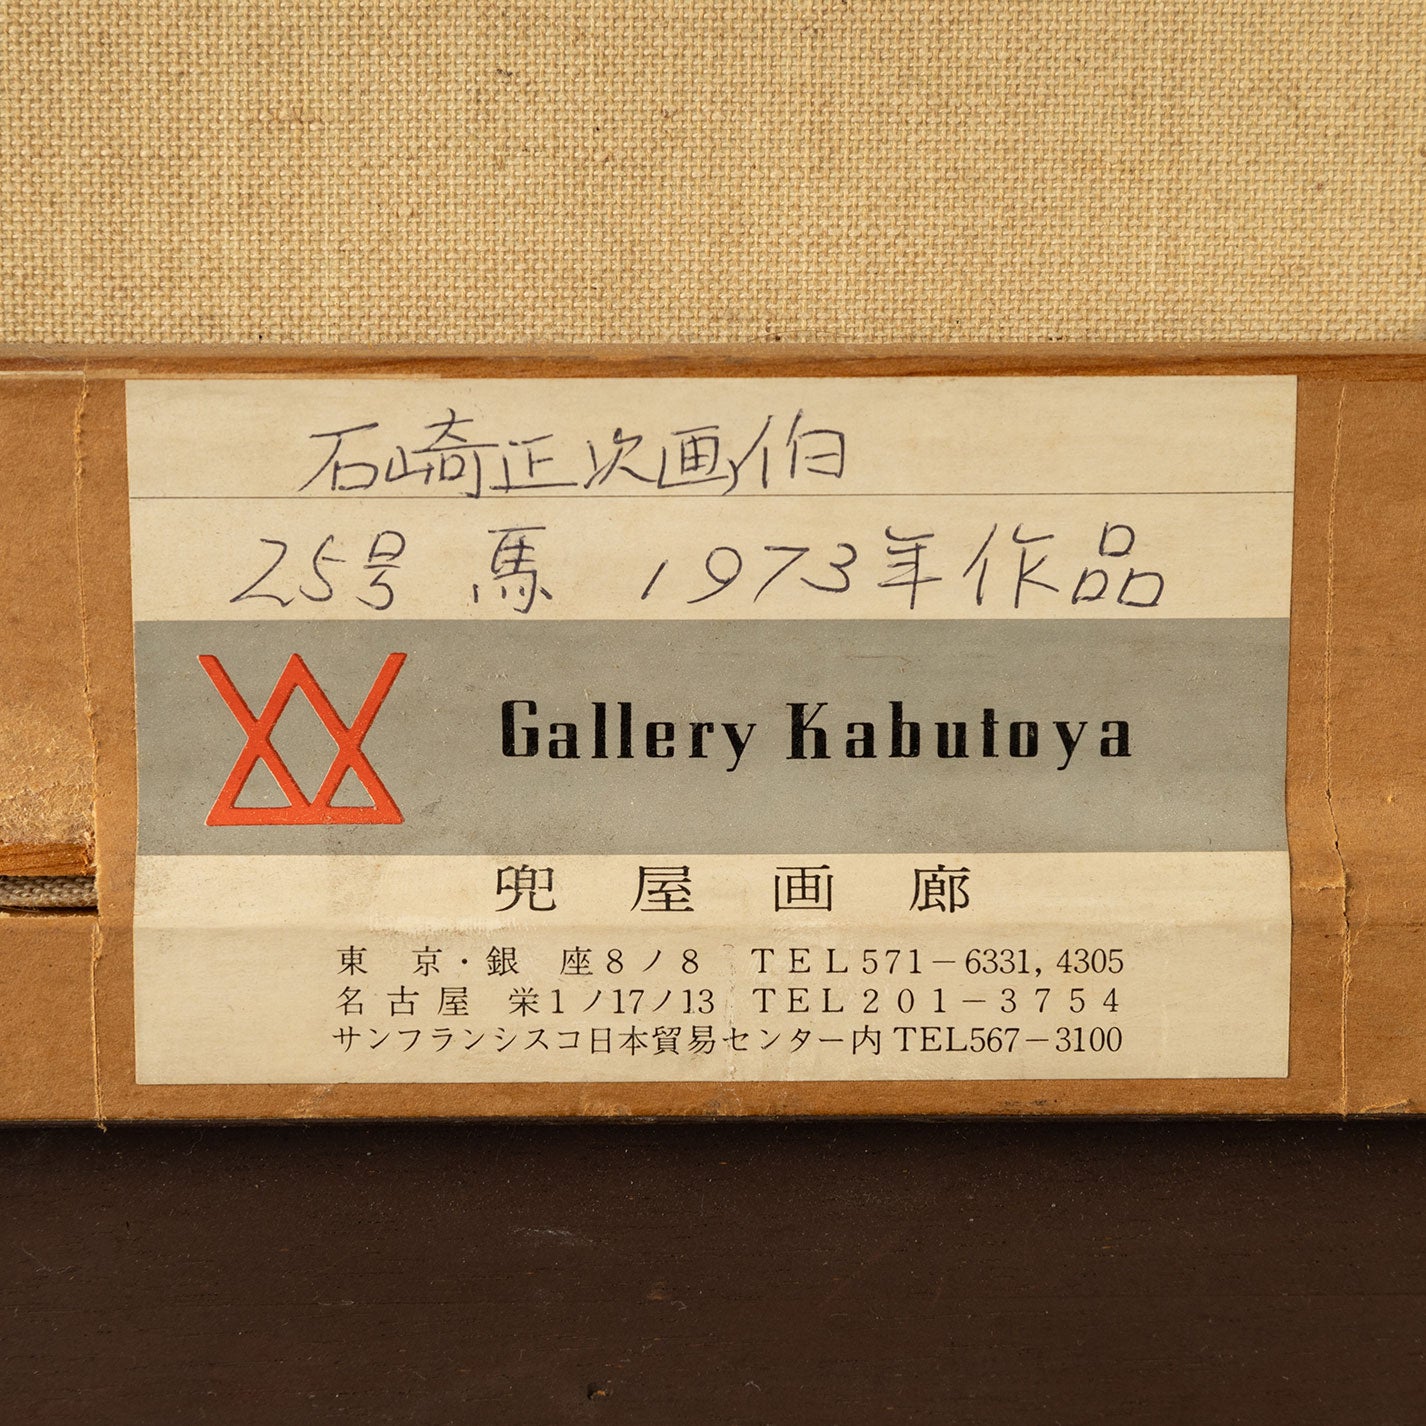 石崎正次画伯
25号 馬 1973年作品
Gallery Kabutoya
兜屋画廊
東京・銀座8ノ8 TEL571-6331, 4305
名古屋 栄1ノ17ノ13 TEL201-3754
サンフランシスコ日本貿易センター内 TEL567-3100